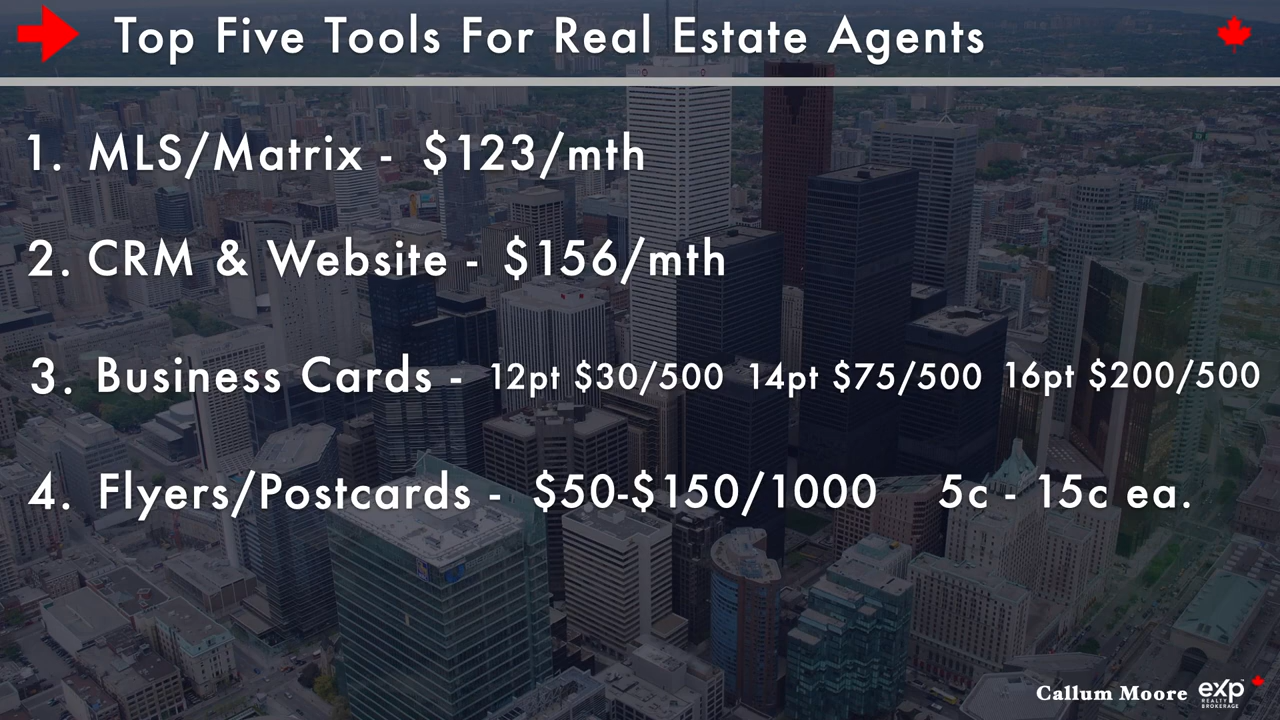 Top Five Tools For Real Estate Agents
1. MLS/Matrix - $123/mth
2. CRM & Website - $156/mth
3. Business Cards - 12pt $30/500 14pt $75/500 16pt $200/500
4. Flyers/Postcards - $50-$150/1000 5c - 15c ea.
Callum Moore eXp
REALTY
BROKERAGE